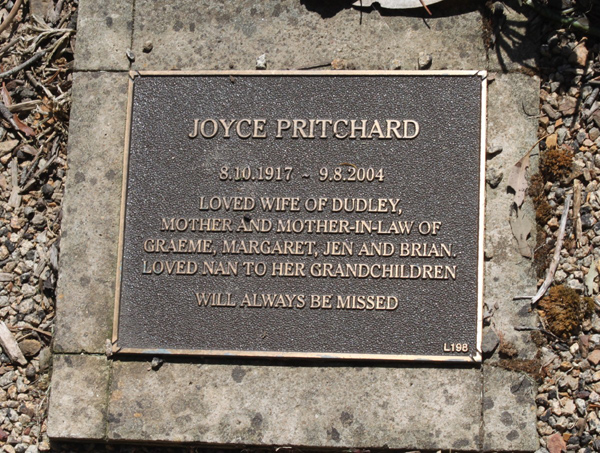 JOYCE PRITCHARD
8.10.1917 ~ 9.8.2004
LOVED WIFE OF DUDLEY,
MOTHER AND MOTHER-IN-LAW OF
GRAEME, MARGARET, JEN AND BRIAN.
LOVED NAN TO HER GRANDCHILDREN
WILL ALWAYS BE MISSED
L198